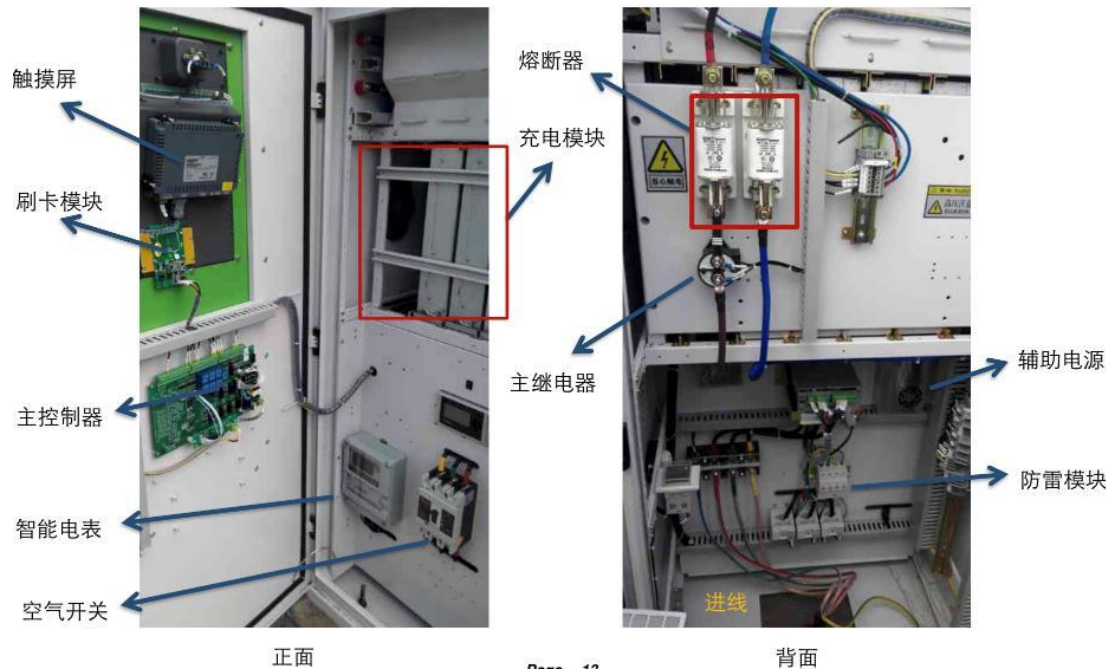 触摸屏
刷卡模块
主控制器
智能电表
空气开关
充电模块
熔断器
主继电器
辅助电源
防雷模块
进线
正面
背面
Page 13